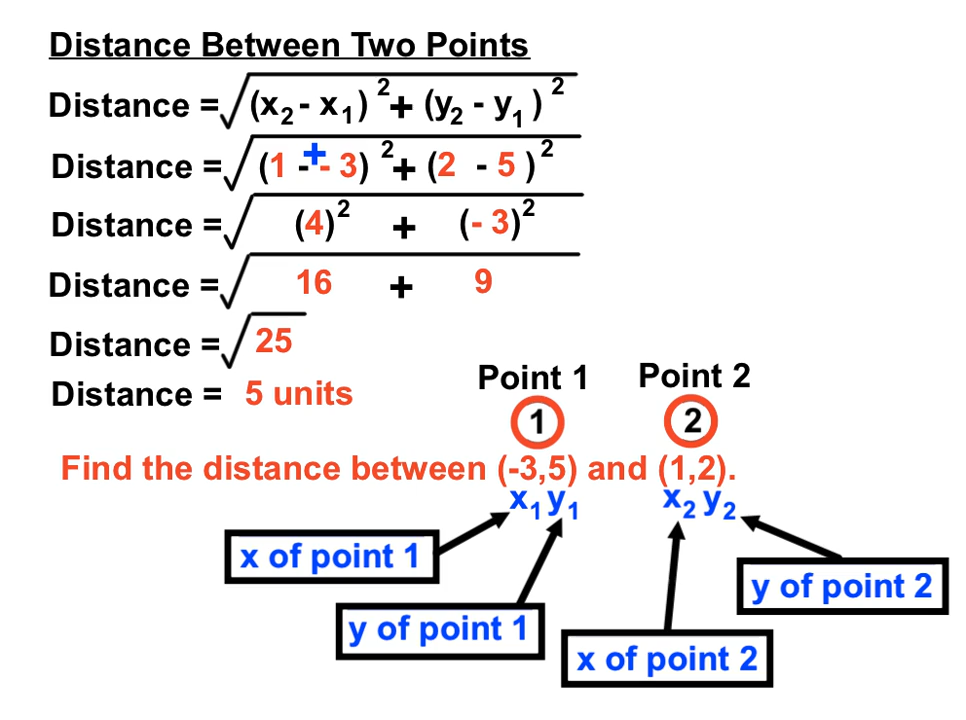 Distance Between Two Points
Distance = √(x₂ - x₁)² + (y₂ - y₁)²
Distance = √(1 - - 3)² + (2 - 5)²
+
Distance = √(4)² + (- 3)²
Distance = √16 + 9
Distance = √25
Distance = 5 units
Point 1 Point 2
1 2
Find the distance between (-3,5) and (1,2).
x₁ y₁ x₂ y₂
x of point 1
y of point 2
y of point 1
x of point 2